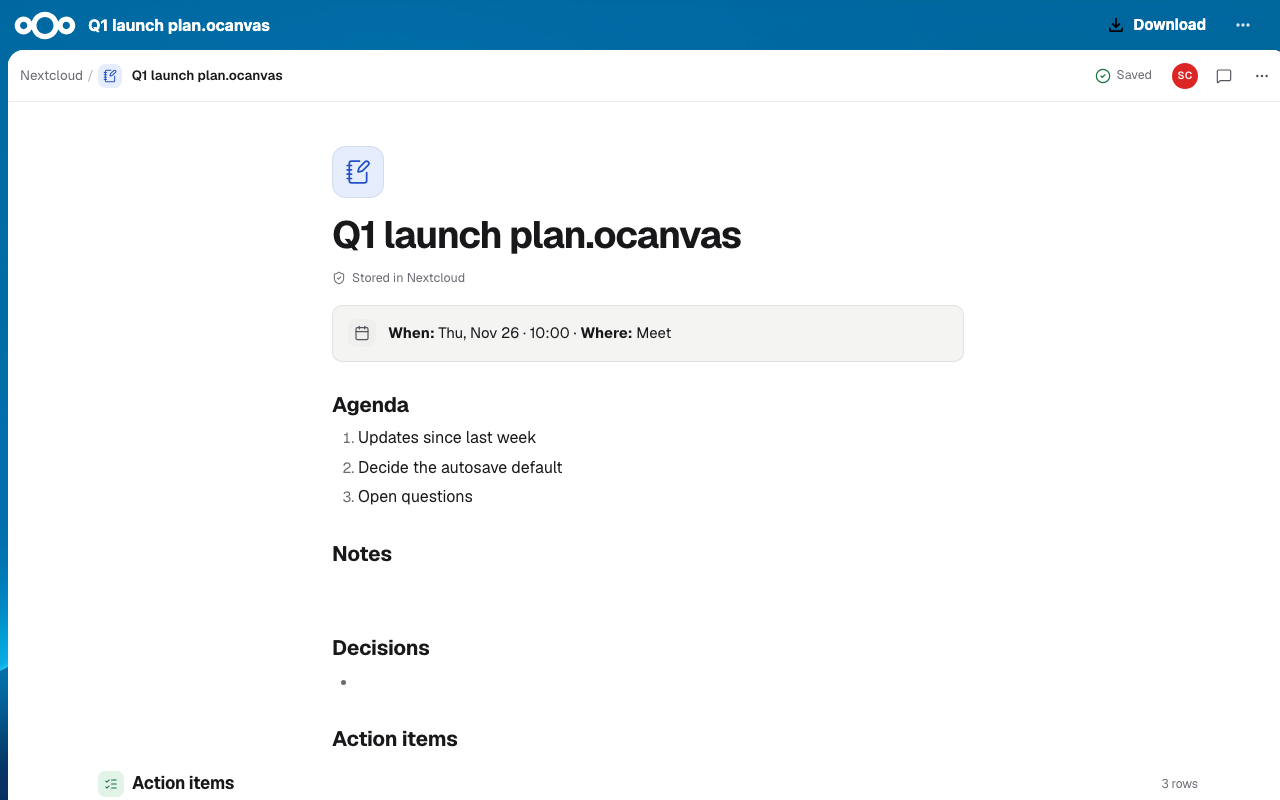 Q1 launch plan.ocanvas
Download
Nextcloud / Q1 launch plan.ocanvas
Saved
SC
Q1 launch plan.ocanvas
Stored in Nextcloud
When: Thu, Nov 26 · 10:00 · Where: Meet
Agenda
1. Updates since last week
2. Decide the autosave default
3. Open questions
Notes
Decisions
Action items
Action items
3 rows